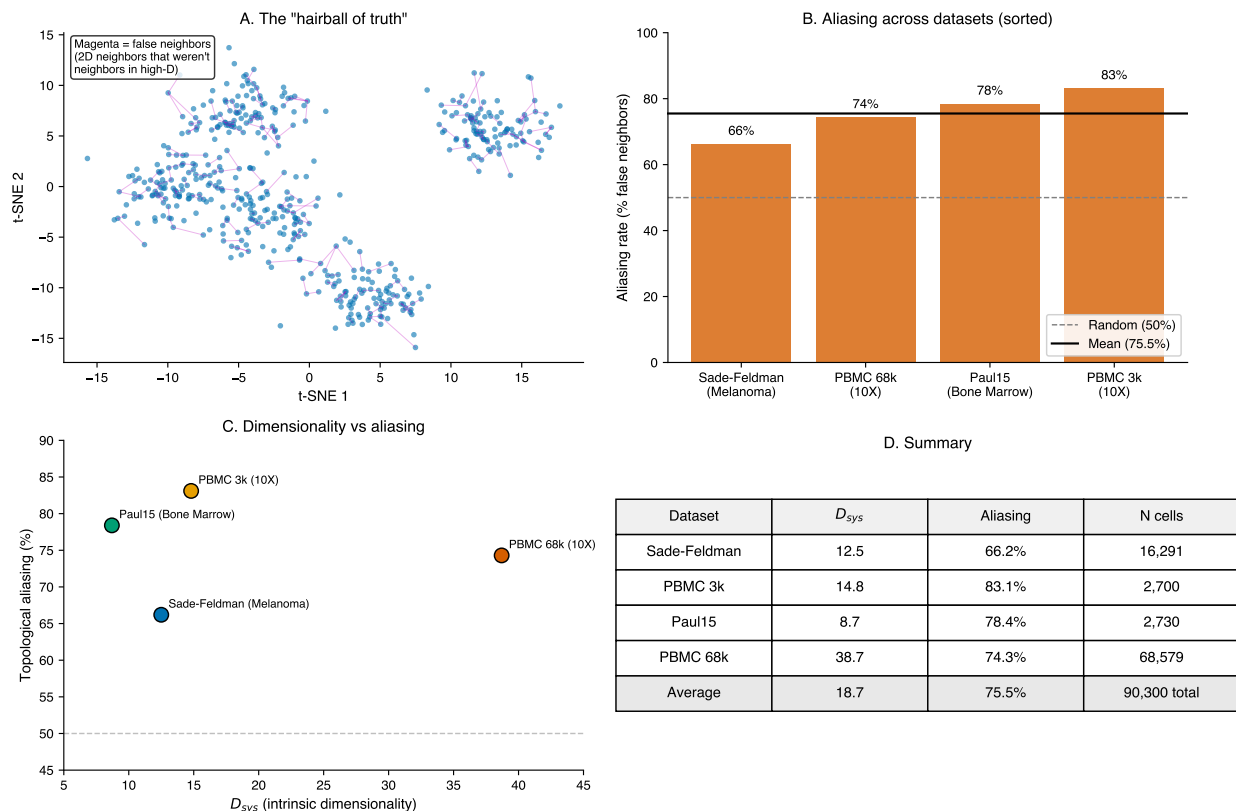 A. The "hairball of truth"
Magenta = false neighbors
(2D neighbors that weren't
neighbors in high-D)
15
10
5
0
−5
−10
−15
t-SNE 2
−15
−10
−5
0
5
10
15
t-SNE 1
B. Aliasing across datasets (sorted)
100
80
60
40
20
0
Aliasing rate (% false neighbors)
66%
74%
78%
83%
Random (50%)
Mean (75.5%)
Sade-Feldman
(Melanoma)
PBMC 68k
(10X)
Paul15
(Bone Marrow)
PBMC 3k
(10X)
C. Dimensionality vs aliasing
90
85
80
75
70
65
60
55
50
45
Topological aliasing (%)
PBMC 3k (10X)
Paul15 (Bone Marrow)
PBMC 68k (10X)
Sade-Feldman (Melanoma)
5
10
15
20
25
30
35
40
45
D_sys (intrinsic dimensionality)
D. Summary
Dataset D_sys Aliasing N cells
Sade-Feldman 12.5 66.2% 16,291
PBMC 3k 14.8 83.1% 2,700
Paul15 8.7 78.4% 2,730
PBMC 68k 38.7 74.3% 68,579
Average 18.7 75.5% 90,300 total